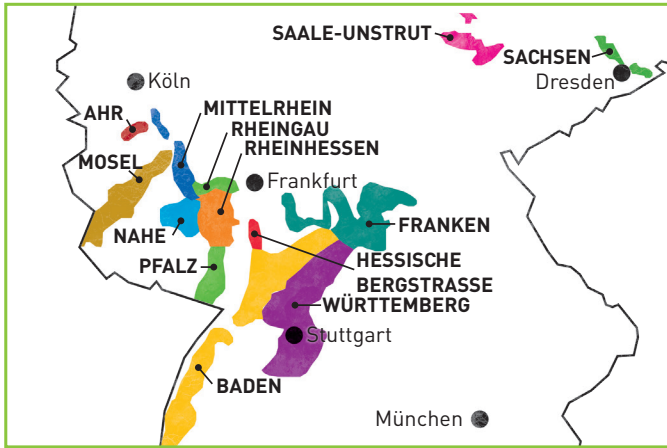 SAALE-UNSTRUT
SACHSEN
Dresden
Köln
AHR
MITTELRHEIN
RHEINGAU
RHEINHESSEN
MOSEL
Frankfurt
NAHE
FRANKEN
PFALZ
HESSISCHE
BERGSTRASSE
WÜRTTEMBERG
Stuttgart
BADEN
München